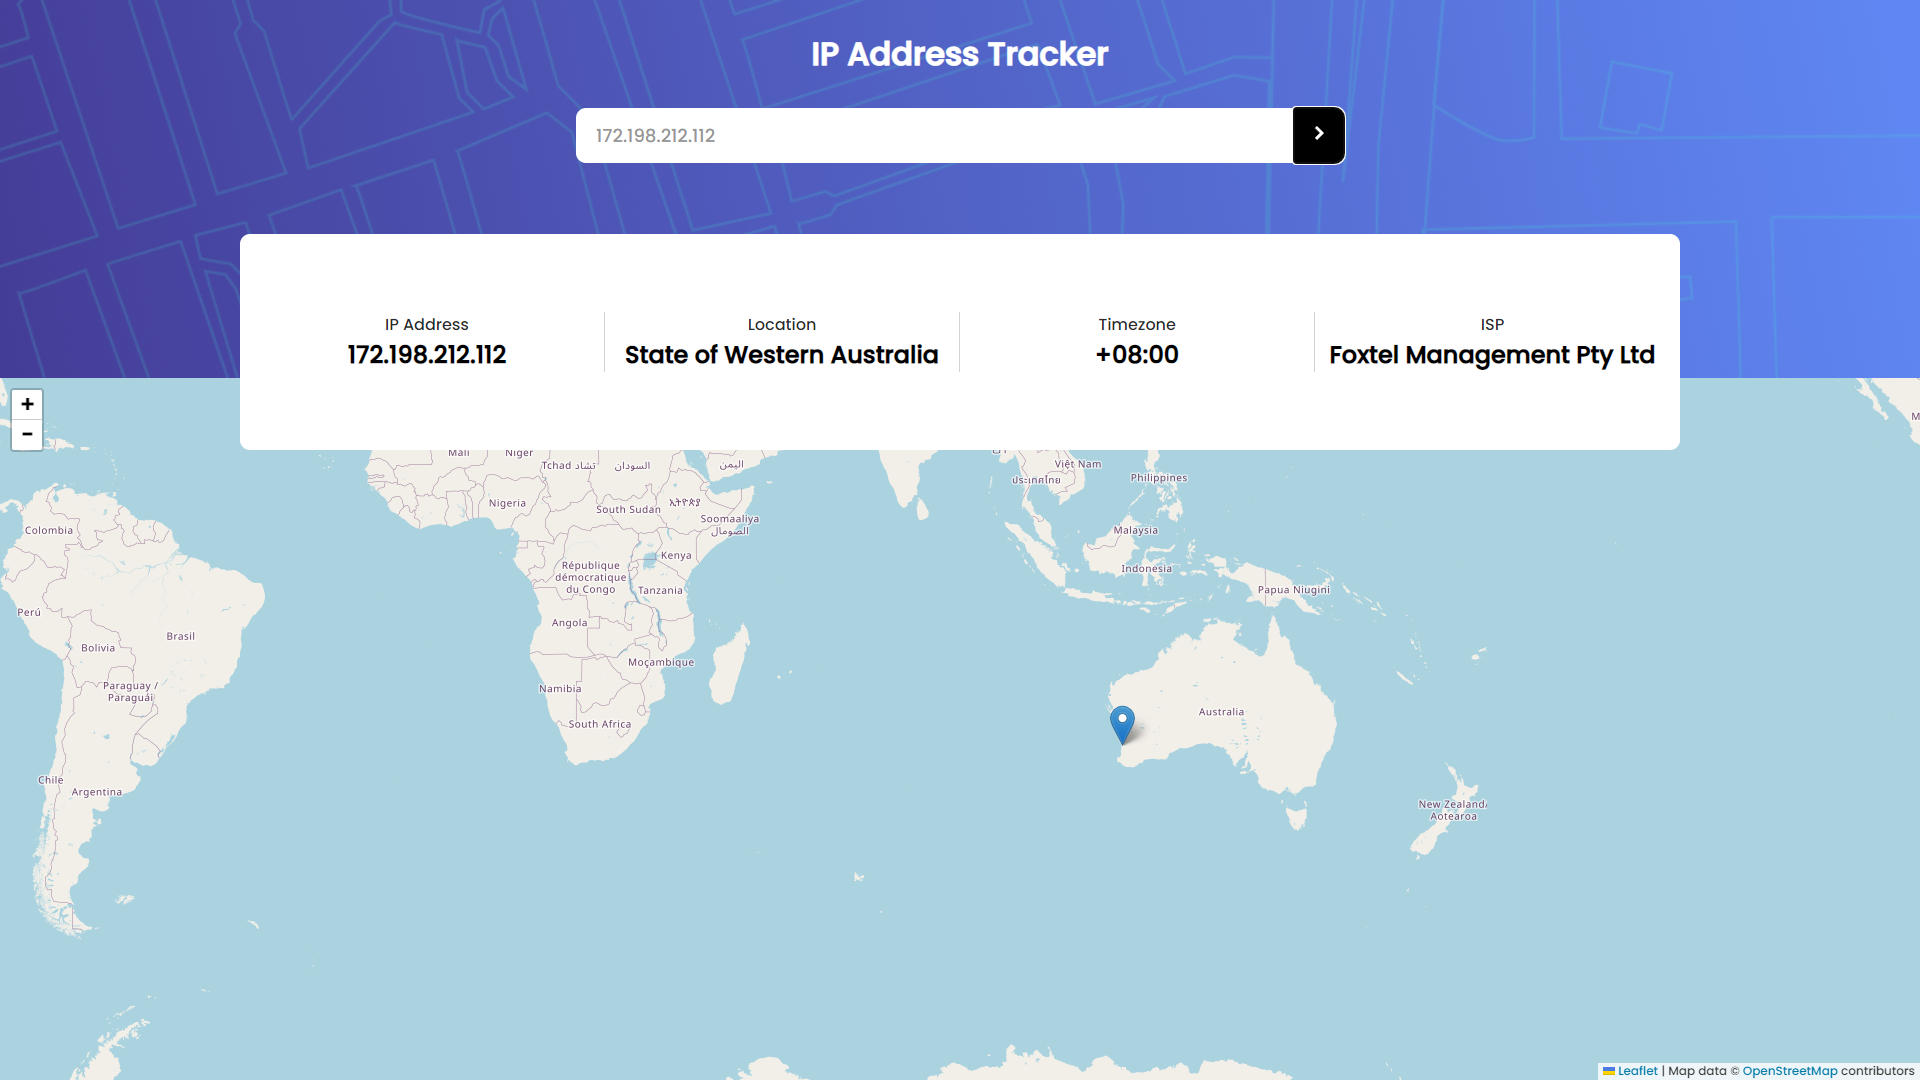 IP Address Tracker
172.198.212.112
IP Address
172.198.212.112
Location
State of Western Australia
Timezone
+08:00
ISP
Foxtel Management Pty Ltd
+
−
Mali
Niger
Tchad تشاد
السودان
اليمن
Nigeria
South Sudan
ኢትዮጵያ
Soomaaliya
الصومال
Kenya
République
démocratique
du Congo
Tanzania
Angola
Moçambique
Namibia
South Africa
Colombia
Perú
Brasil
Bolivia
Paraguay /
Paraguái
Chile
Argentina
Việt Nam
ประเทศไทย
Philippines
Malaysia
Indonesia
Papua Niugini
Australia
New Zealand/
Aotearoa
Leaflet | Map data © OpenStreetMap contributors